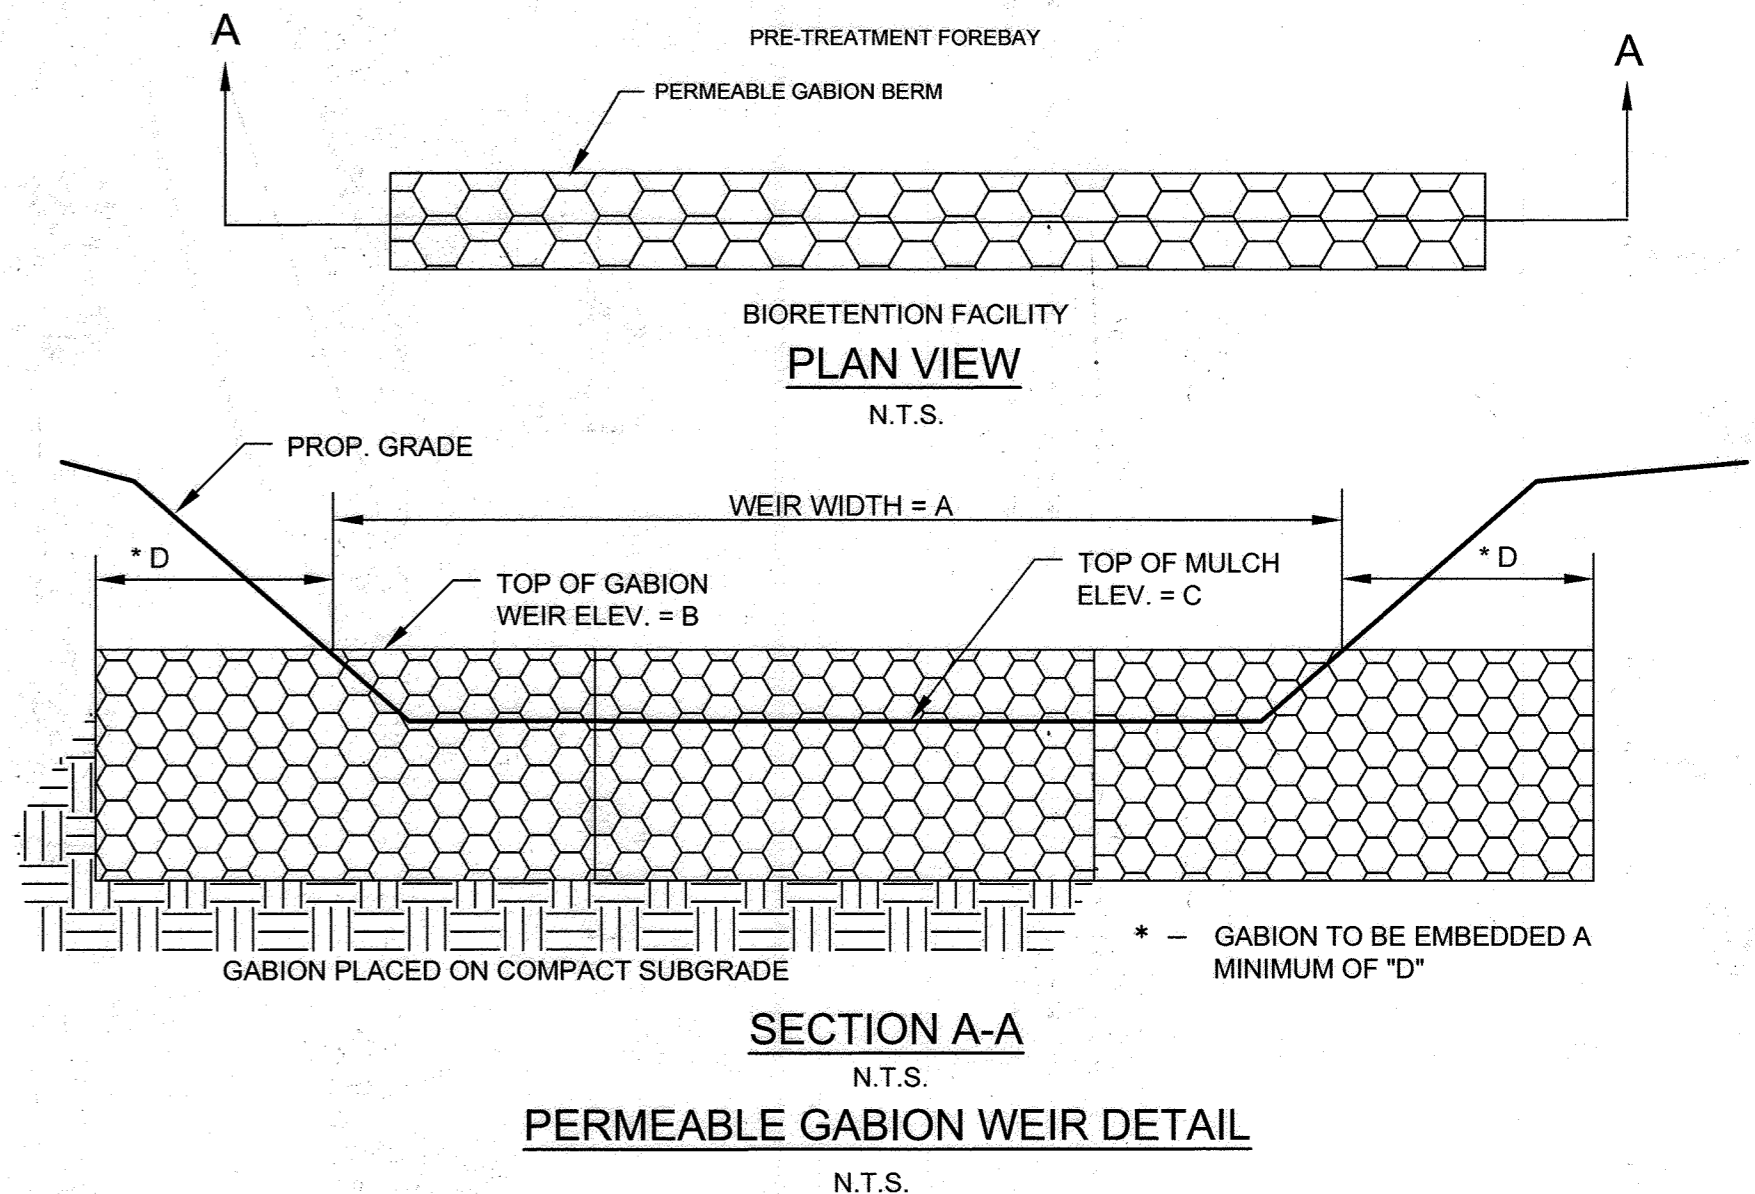 A
PRE-TREATMENT FOREBAY
A
PERMEABLE GABION BERM
BIORETENTION FACILITY
PLAN VIEW
N.T.S.
PROP. GRADE
WEIR WIDTH = A
* D
TOP OF GABION
WEIR ELEV. = B
TOP OF MULCH
ELEV. = C
* D
* – GABION TO BE EMBEDDED A
MINIMUM OF "D"
GABION PLACED ON COMPACT SUBGRADE
SECTION A-A
N.T.S.
PERMEABLE GABION WEIR DETAIL
N.T.S.